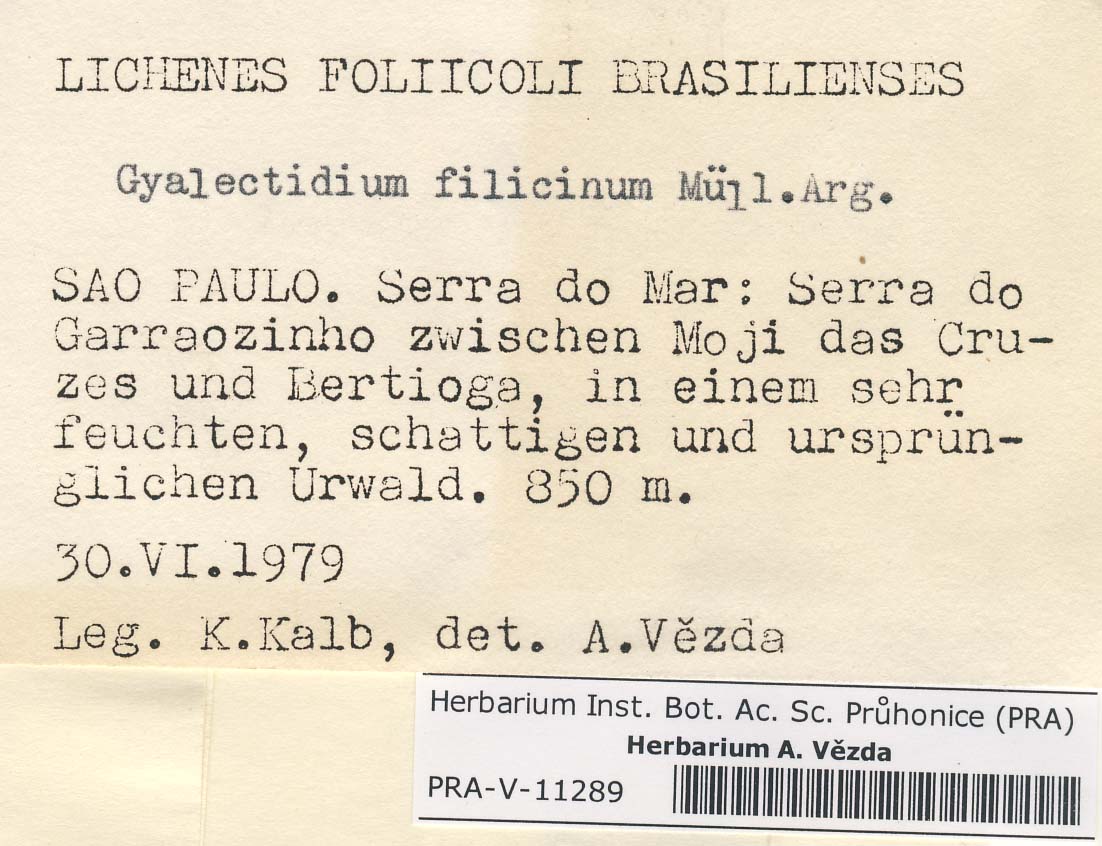 LICHENES FOLIICOLI BRASILIENSES
Gyalectidium filicinum Müll.Arg.
SAO PAULO. Serra do Mar: Serra do
Garraozinho zwischen Moji das Cru-
zes und Bertioga, in einem sehr
feuchten, schattigen und ursprün-
glichen Urwald. 850 m.
30.VI.1979
Leg. K.Kalb, det. A.Vězda
Herbarium Inst. Bot. Ac. Sc. Průhonice (PRA)
Herbarium A. Vězda
PRA-V-11289